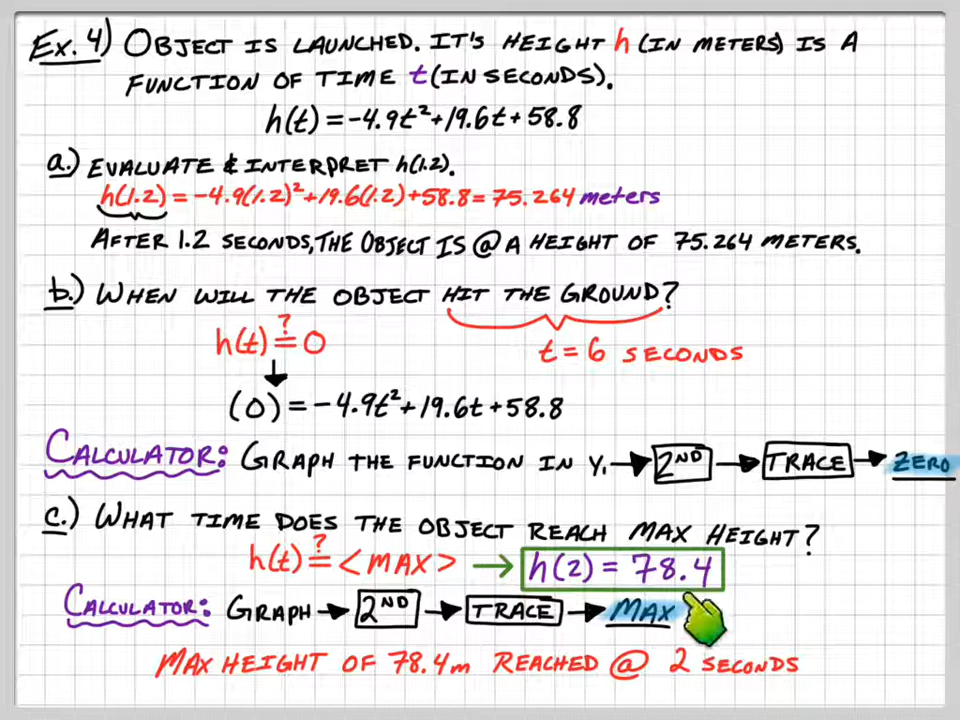 Ex. 4) OBJECT IS LAUNCHED. IT'S HEIGHT h (IN METERS) IS A
FUNCTION OF TIME t (IN SECONDS).
h(t) = -4.9t²+19.6t+58.8
a.) EVALUATE & INTERPRET h(1.2).
h(1.2) = -4.9(1.2)²+19.6(1.2)+58.8 = 75.264 meters
AFTER 1.2 SECONDS, THE OBJECT IS @ A HEIGHT OF 75.264 METERS.
b.) WHEN WILL THE OBJECT HIT THE GROUND?
h(t) ≟ 0
t = 6 SECONDS
(0) = -4.9t²+19.6t+58.8
CALCULATOR: GRAPH THE FUNCTION IN Y₁ → 2ND → TRACE → ZERO
c.) WHAT TIME DOES THE OBJECT REACH MAX HEIGHT?
h(t) ≟ <MAX> → h(2) = 78.4
CALCULATOR: GRAPH → 2ND → TRACE → MAX
MAX HEIGHT OF 78.4m REACHED @ 2 SECONDS